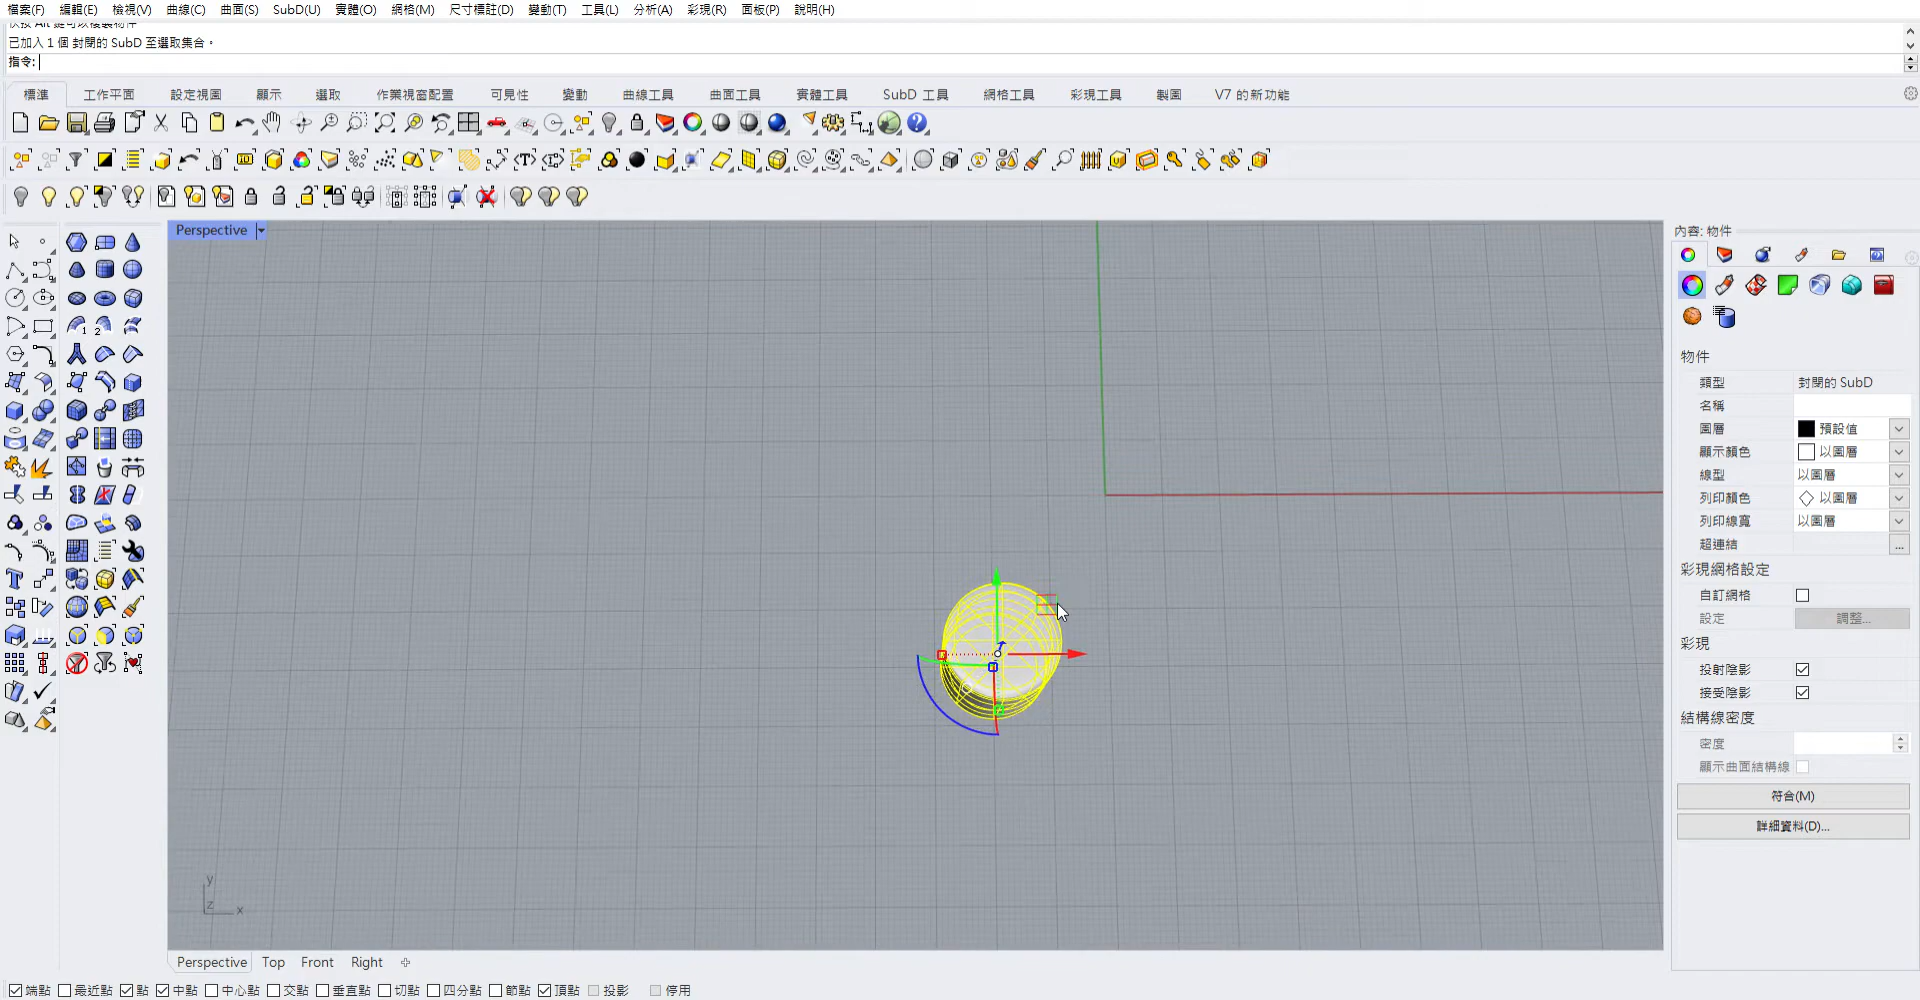 檔案(F) 編輯(E) 檢視(V) 曲線(C) 曲面(S) SubD(U) 實體(O) 網格(M) 尺寸標註(D) 變動(T) 工具(L) 分析(A) 彩現(R) 面板(P) 說明(H)
已加入 1 個 封閉的 SubD 至選取集合。
指令:
標準 工作平面 設定視圖 顯示 選取 作業視窗配置 可見性 變動 曲線工具 曲面工具 實體工具 SubD 工具 網格工具 彩現工具 製圖 V7 的新功能
Perspective
內容: 物件
物件
類型 封閉的 SubD
名稱
圖層 預設值
顯示顏色 以圖層
線型 以圖層
列印顏色 以圖層
列印線寬 以圖層
超連結 ...
彩現網格設定
自訂網格
設定 調整...
彩現
投射陰影
接受陰影
結構線密度
密度
顯示曲面結構線
符合(M)
詳細資料(D)...
y
z x
Perspective Top Front Right
端點 最近點 點 中點 中心點 交點 垂直點 切點 四分點 節點 頂點 投影 停用